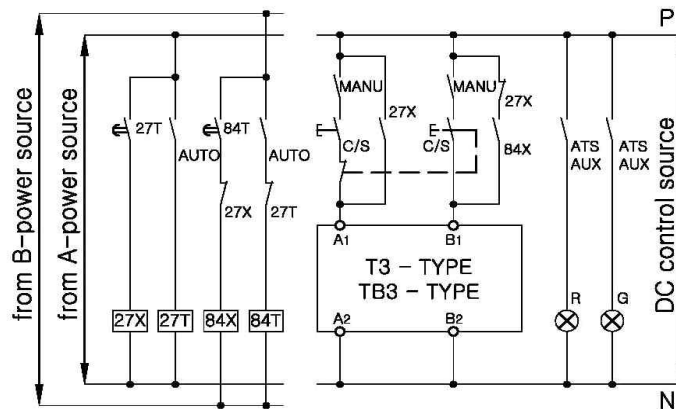 P
from B-power source
from A-power source
DC control source
MANU
MANU
27X
27X
27T
84T
C/S
C/S
84X
ATS
AUX
ATS
AUX
AUTO
AUTO
27X
27T
A1
B1
T3 - TYPE
TB3 - TYPE
R
G
27X
27T
84X
84T
A2
B2
N